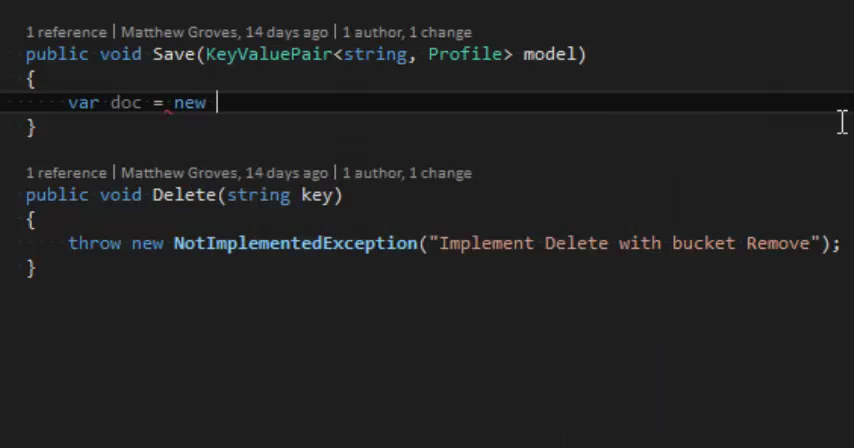 1 reference | Matthew Groves, 14 days ago | 1 author, 1 change
public void Save(KeyValuePair<string, Profile> model)
{
var doc = new
}
1 reference | Matthew Groves, 14 days ago | 1 author, 1 change
public void Delete(string key)
{
throw new NotImplementedException("Implement Delete with bucket Remove");
}